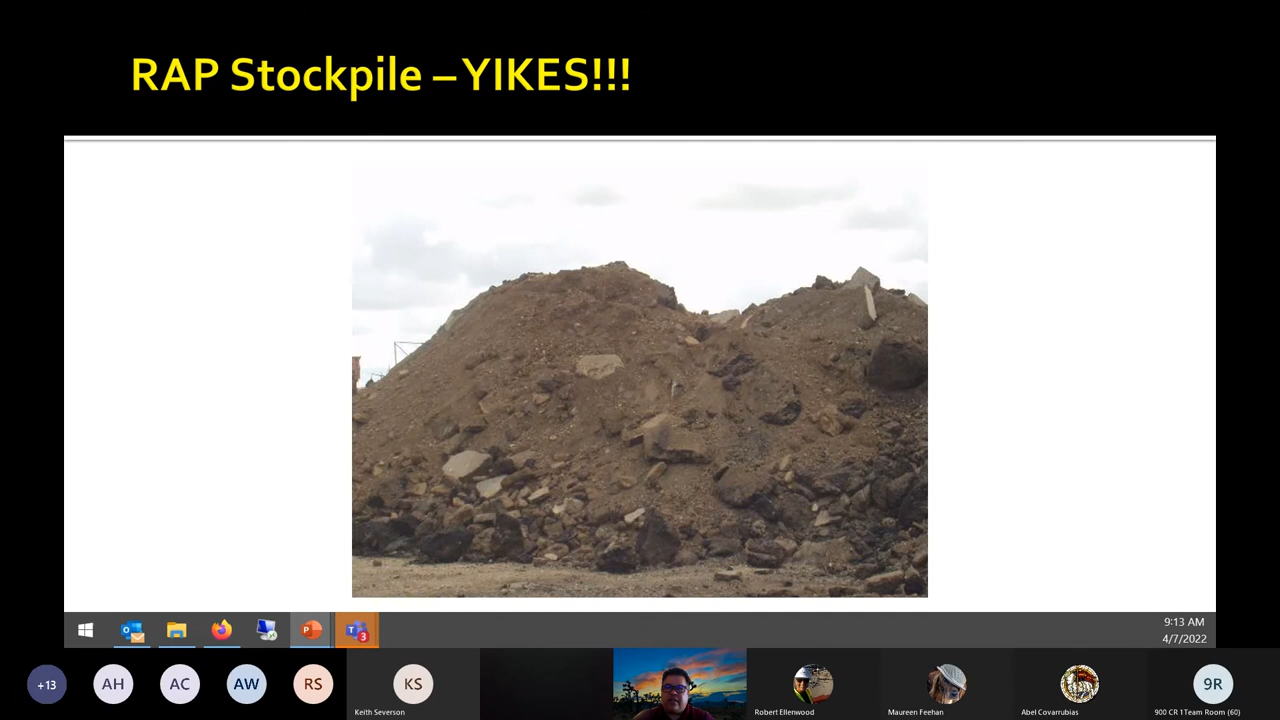 RAP Stockpile – YIKES!!!
9:13 AM
4/7/2022
3
+13
AH
AC
AW
RS
KS
9R
Keith Severson
Robert Ellenwood
Maureen Feehan
Abel Covarrubias
900 CR 1Team Room (60)